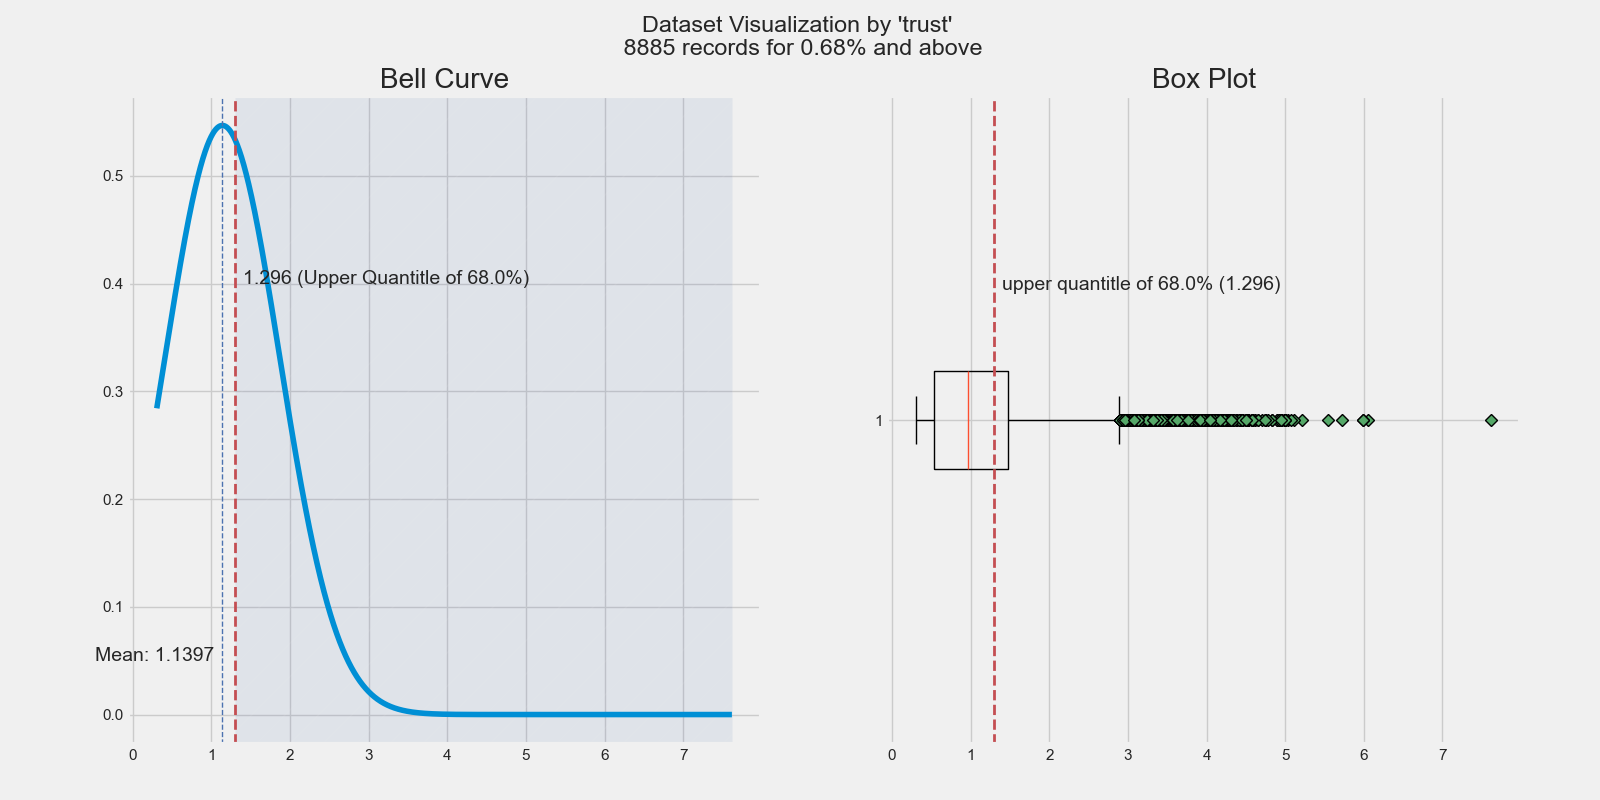 Dataset Visualization by 'trust'
8885 records for 0.68% and above
Bell Curve
0.5
0.4
0.3
0.2
0.1
0.0
1.296 (Upper Quantitle of 68.0%)
Mean: 1.1397
0 1 2 3 4 5 6 7
Box Plot
upper quantitle of 68.0% (1.296)
1
0 1 2 3 4 5 6 7